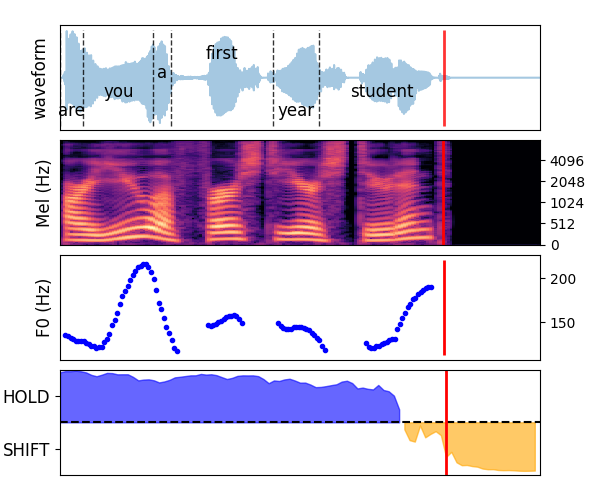 waveform
are
you
a
first
year
student
Mel (Hz)
4096
2048
1024
512
0
F0 (Hz)
200
150
HOLD
SHIFT